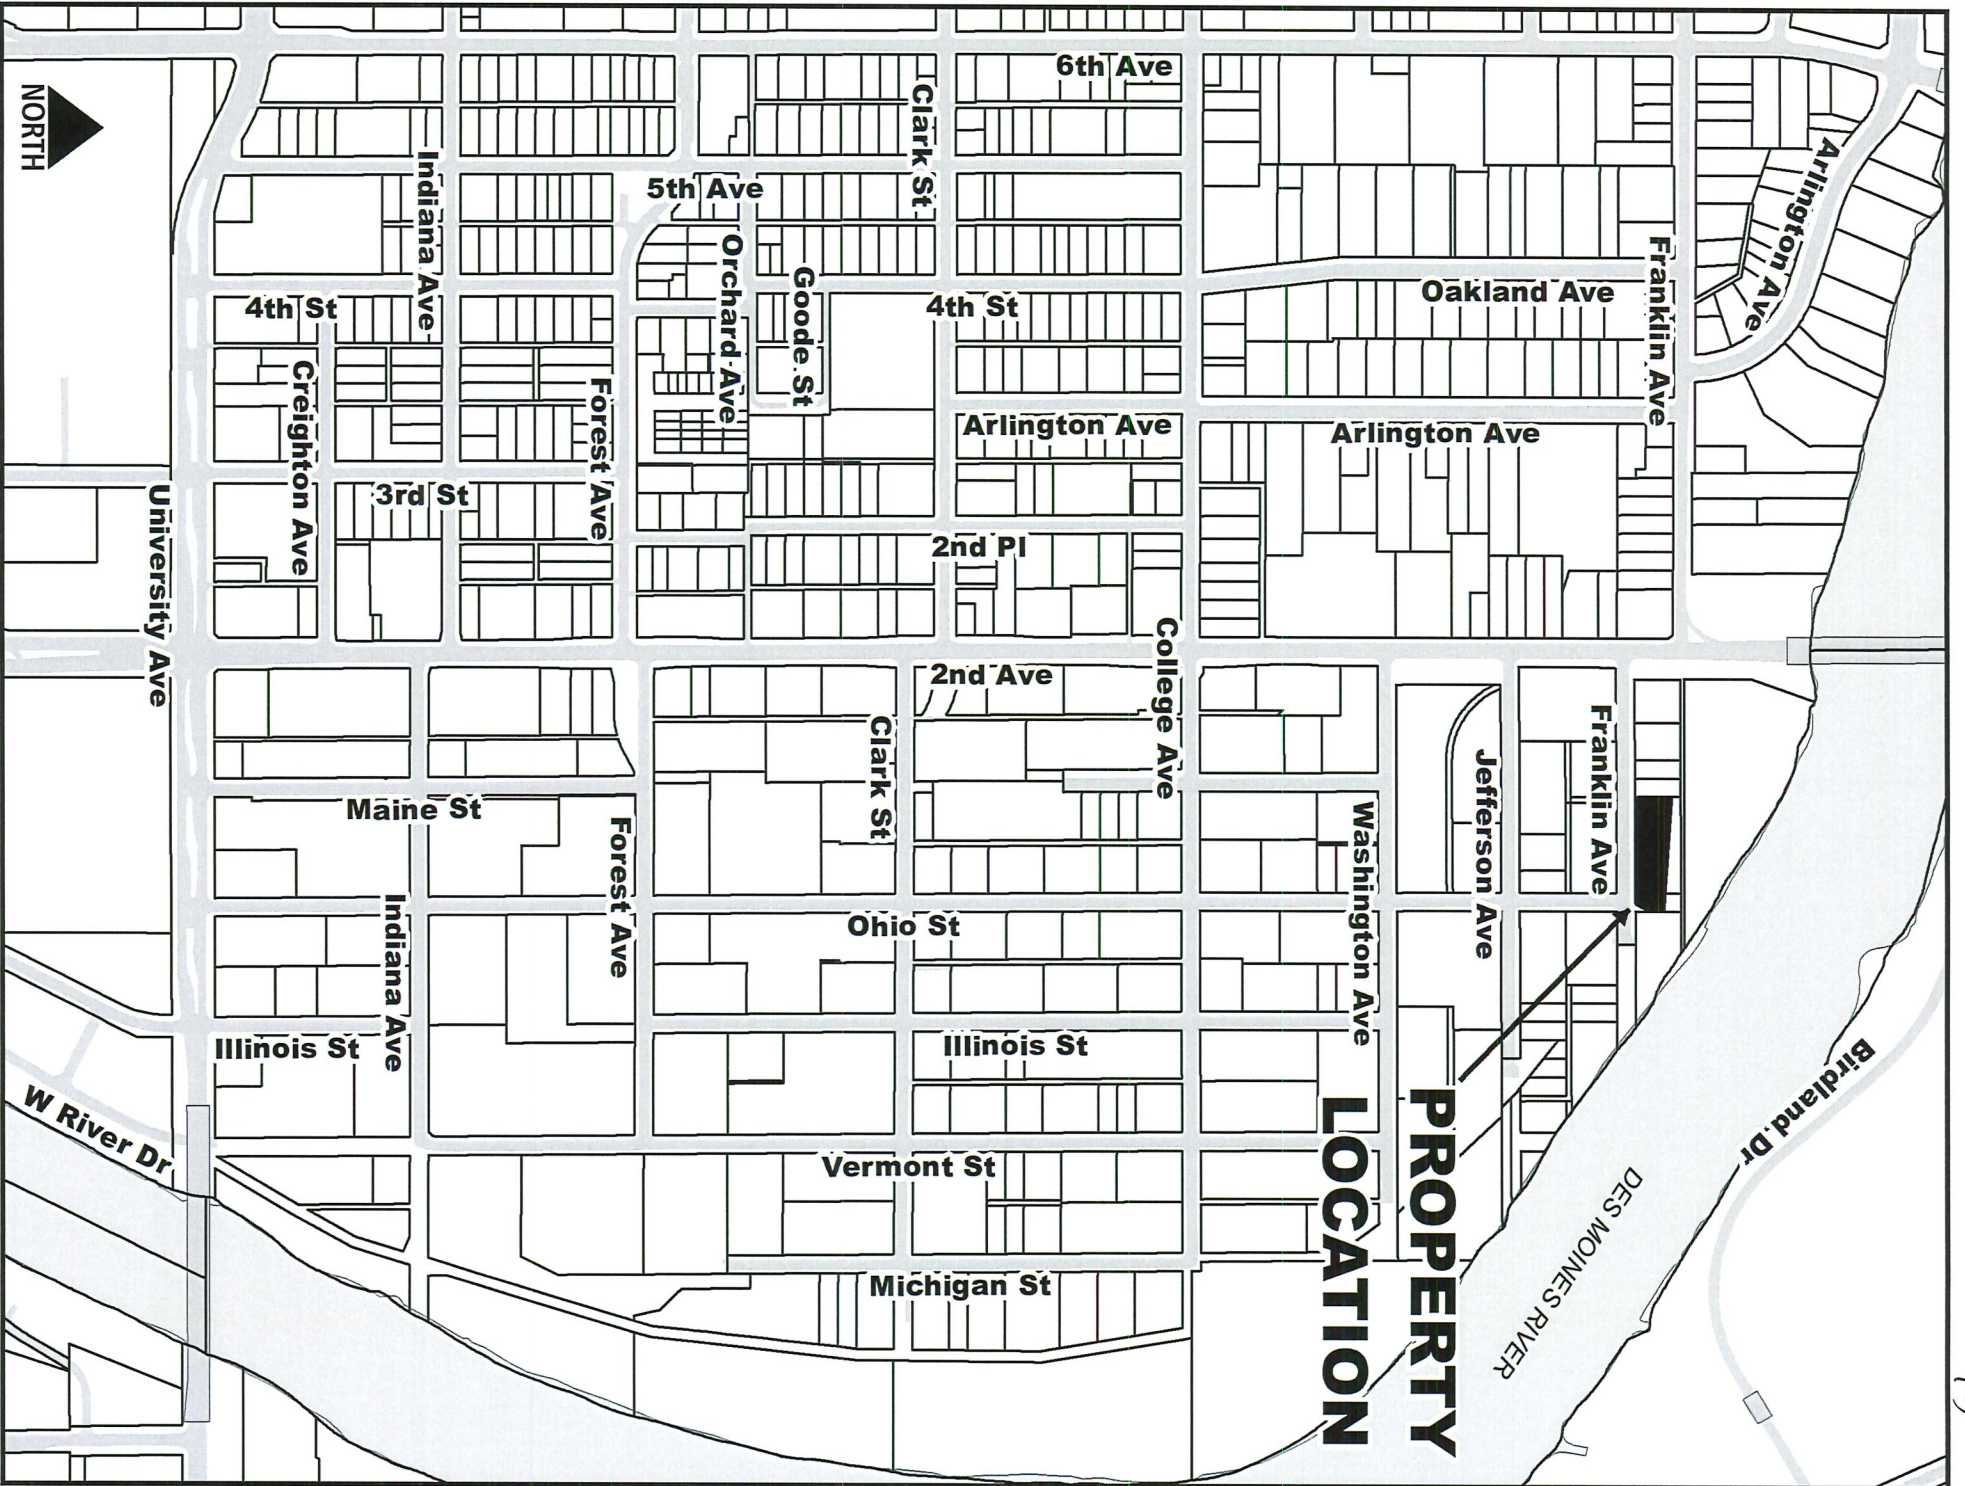 6th Ave
NORTH
Clark St
Arlington Ave
Indiana Ave
5th Ave
Orchard Ave
Franklin Ave
Goode St
4th St
4th St
Oakland Ave
Creighton Ave
Forest Ave
Arlington Ave
Arlington Ave
University Ave
3rd St
2nd Pl
College Ave
2nd Ave
Clark St
Franklin Ave
Jefferson Ave
Maine St
Forest Ave
Washington Ave
Indiana Ave
Ohio St
Illinois St
Illinois St
Birdland Dr
W River Dr
PROPERTY
LOCATION
Vermont St
DES MOINES RIVER
Michigan St